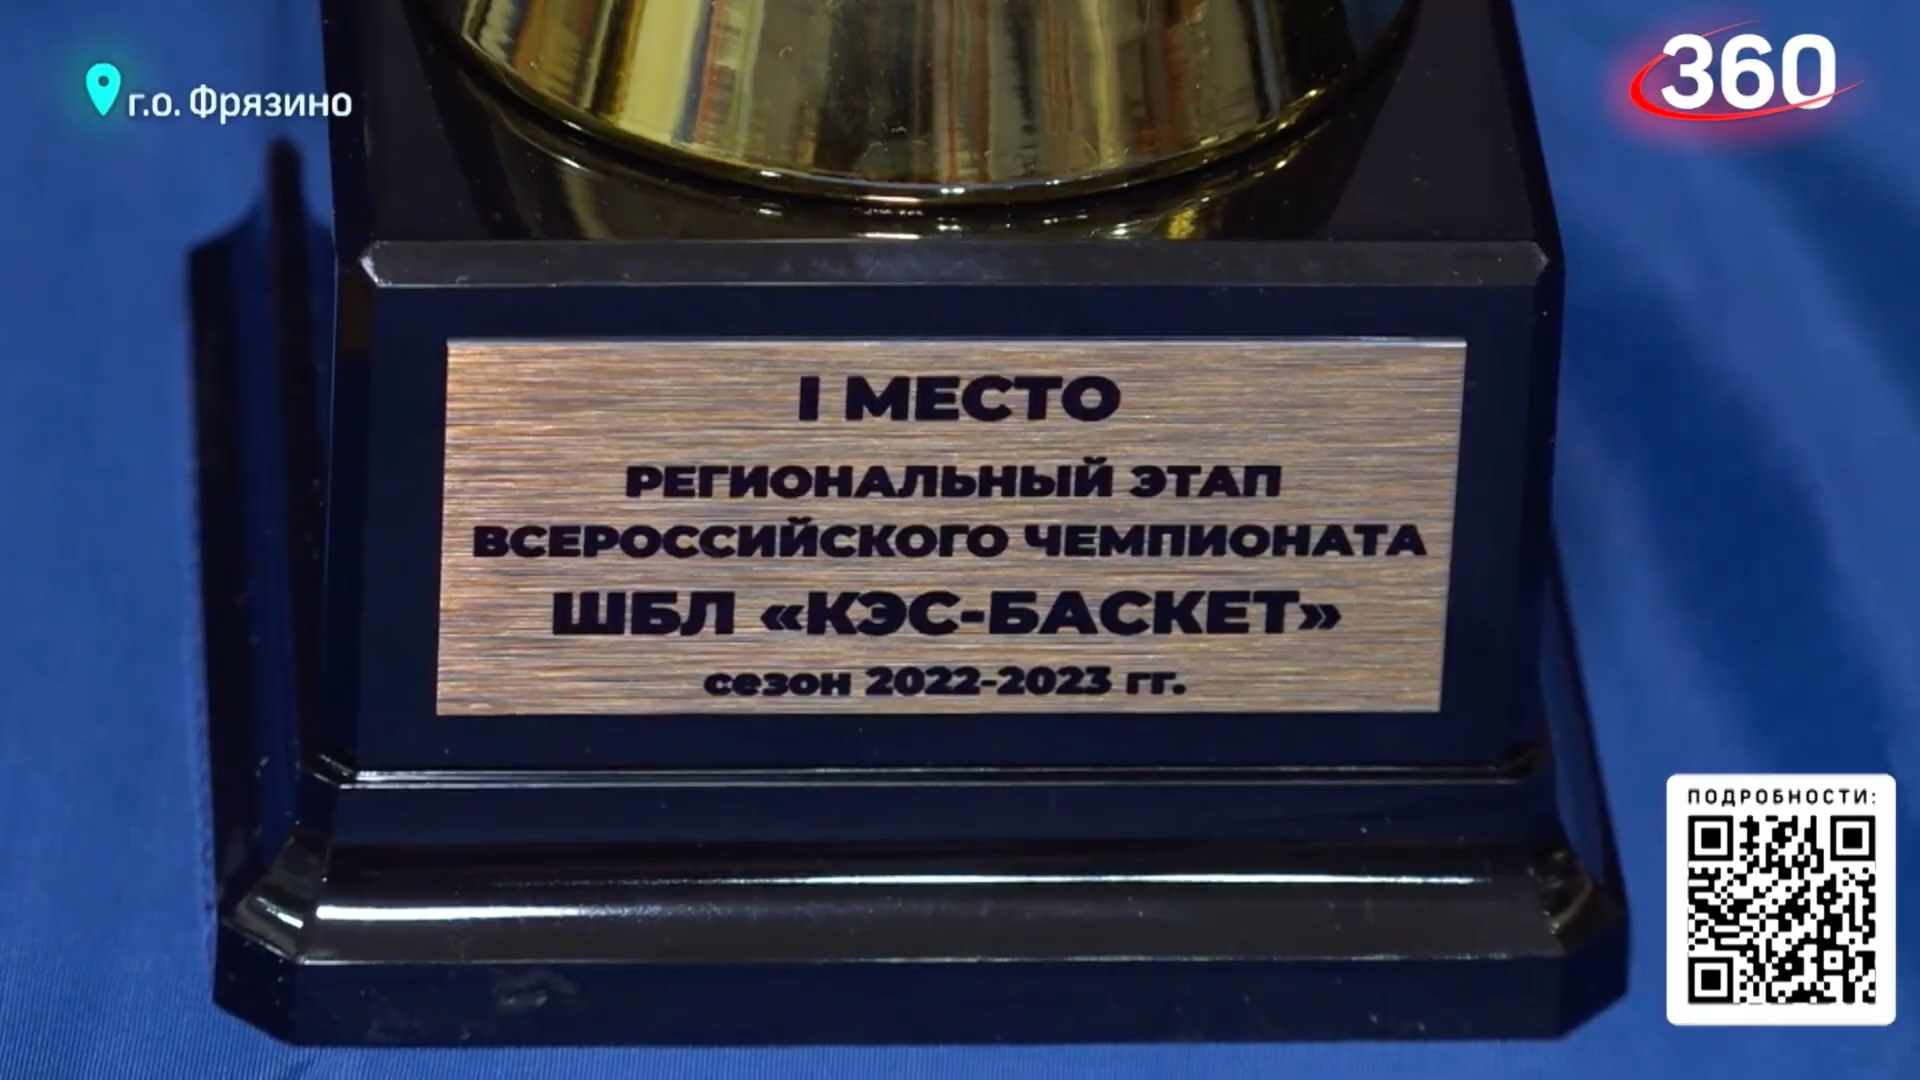 г.о. Фрязино
360
I МЕСТО
РЕГИОНАЛЬНЫЙ ЭТАП
ВСЕРОССИЙСКОГО ЧЕМПИОНАТА
ШБЛ «КЭС-БАСКЕТ»
сезон 2022-2023 гг.
ПОДРОБНОСТИ: